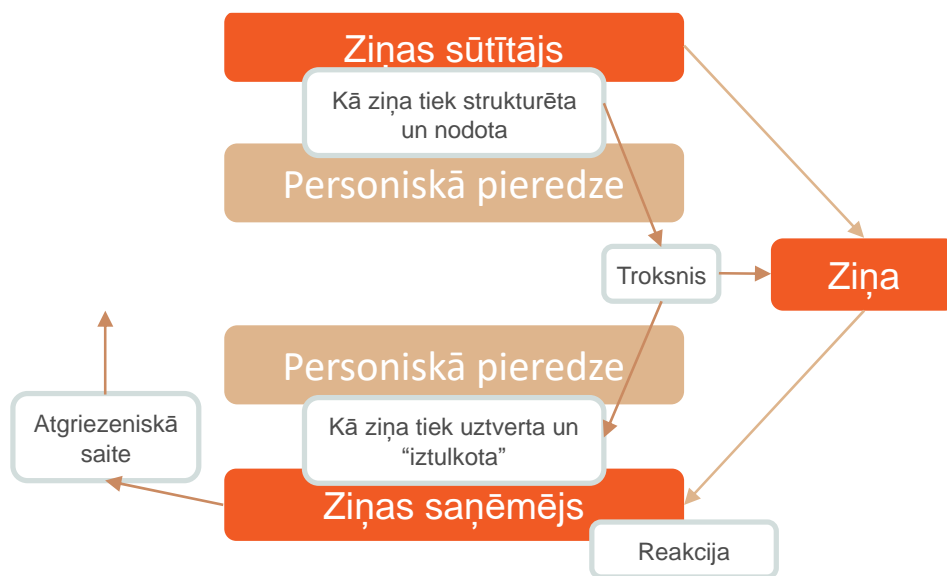 Ziņas sūtītājs
Kā ziņa tiek strukturēta
un nodota
Personiskā pieredze
Troksnis
Ziņa
Personiskā pieredze
Atgriezeniskā
saite
Kā ziņa tiek uztverta un
“iztulkota”
Ziņas saņēmējs
Reakcija